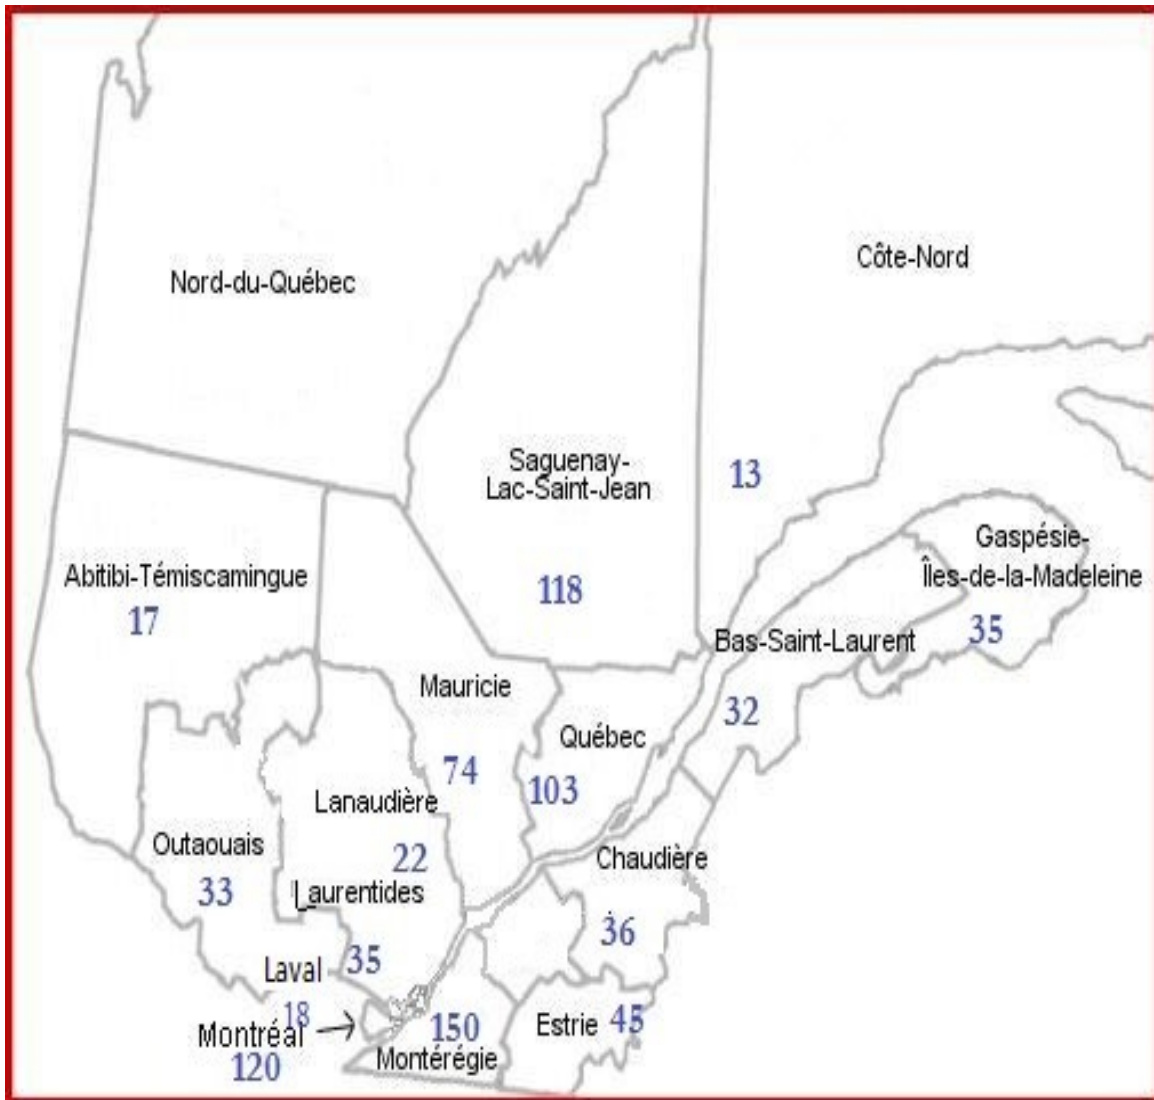 Côte-Nord
Nord-du-Québec
Saguenay-
Lac-Saint-Jean
13
Gaspésie-
Îles-de-la-Madeleine
Abitibi-Témiscamingue
118
17
35
Bas-Saint-Laurent
Mauricie
32
Québec
74
103
Lanaudière
Outaouais
22
Chaudière
33
Laurentides
36
35
Laval
18
Montréal
150
Estrie 45
120
Montérégie